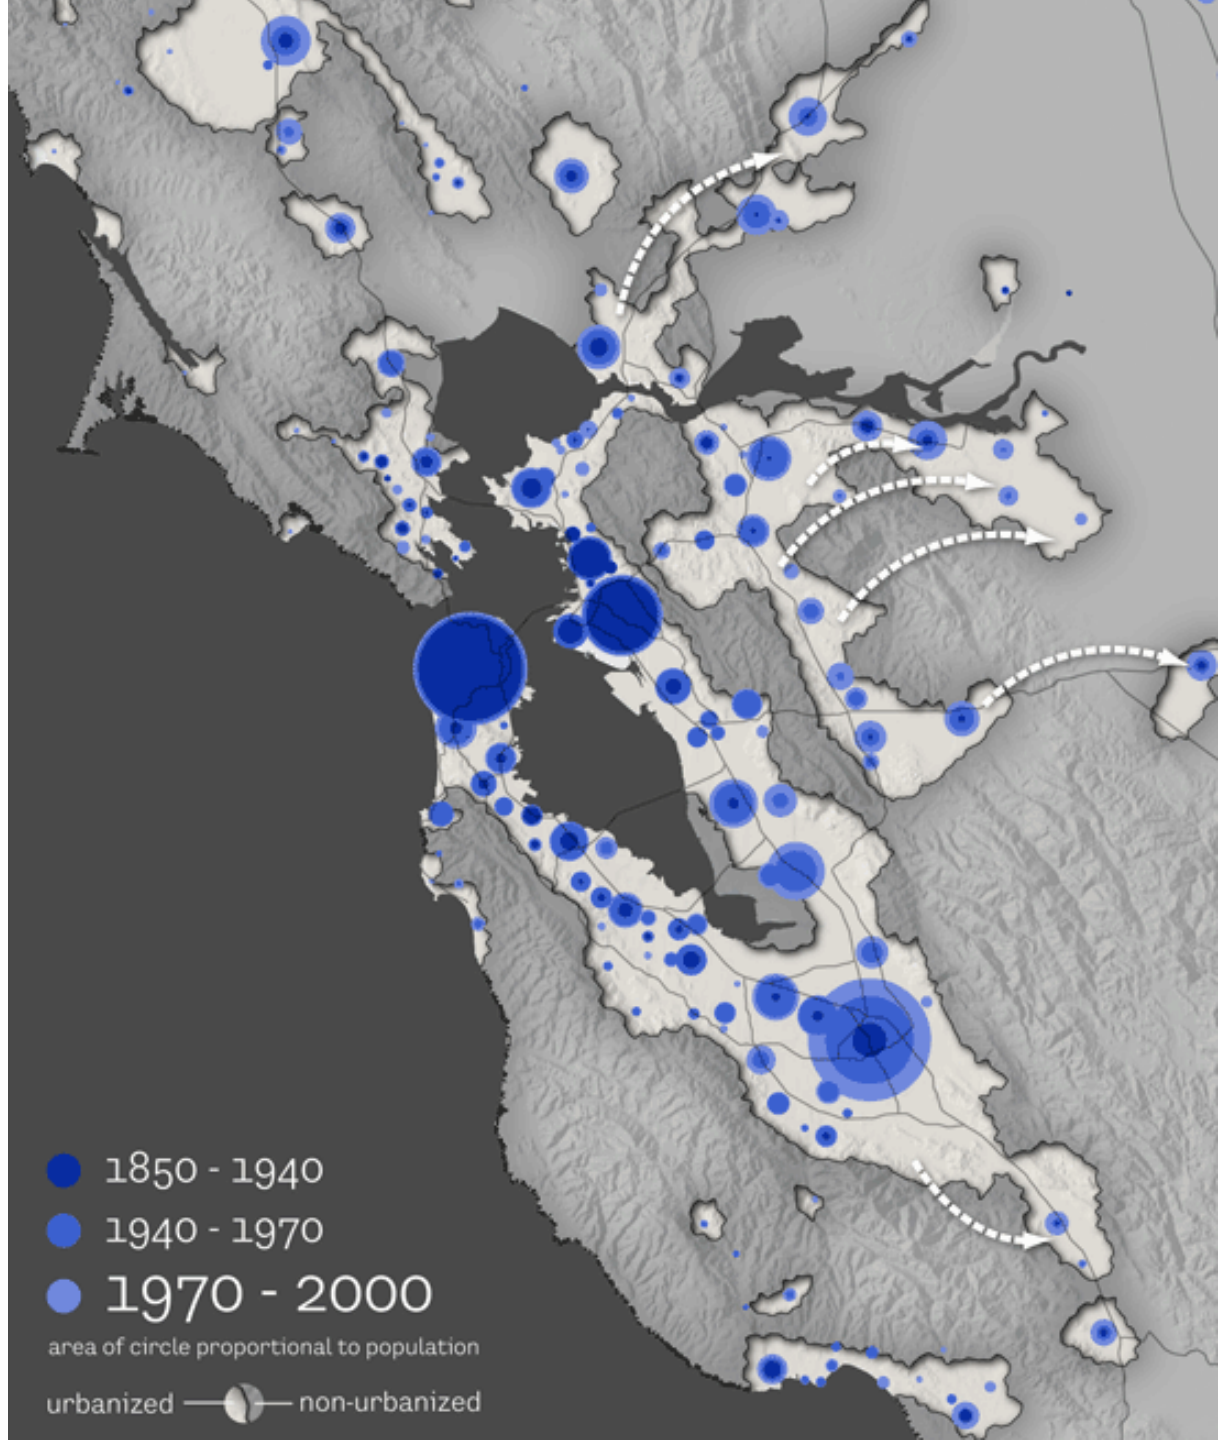 1850 - 1940
1940 - 1970
1970 - 2000
area of circle proportional to population
urbanized
non-urbanized